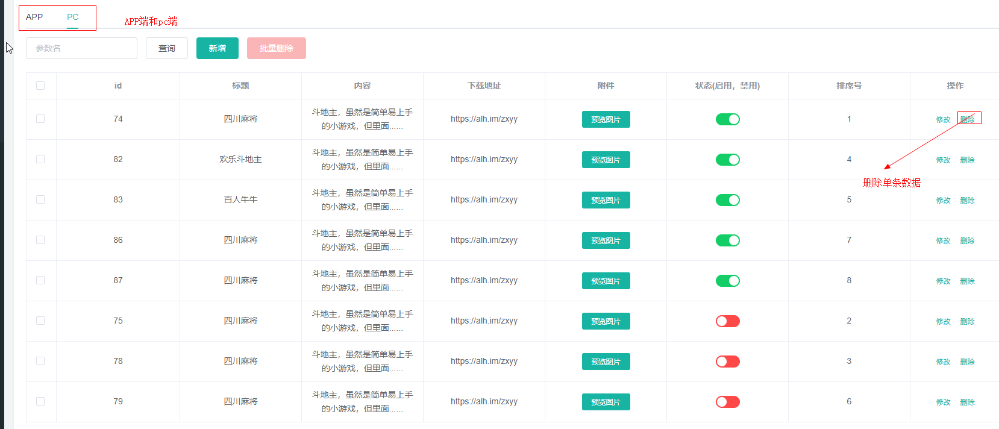 APP PC
APP端和pc端
参数名 查询 新增 批量删除
id 标题 内容 下载地址 附件 状态(启用，禁用) 排序号 操作
74 四川麻将 斗地主，虽然是简单易上手 https://alh.im/zxyy 预览图片 1 修改 删除
的小游戏，但里面......
82 欢乐斗地主 斗地主，虽然是简单易上手 https://alh.im/zxyy 预览图片 4 修改 删除
的小游戏，但里面......
删除单条数据
83 百人牛牛 斗地主，虽然是简单易上手 https://alh.im/zxyy 预览图片 5 修改 删除
的小游戏，但里面......
86 四川麻将 斗地主，虽然是简单易上手 https://alh.im/zxyy 预览图片 7 修改 删除
的小游戏，但里面......
87 四川麻将 斗地主，虽然是简单易上手 https://alh.im/zxyy 预览图片 8 修改 删除
的小游戏，但里面......
75 四川麻将 斗地主，虽然是简单易上手 https://alh.im/zxyy 预览图片 2 修改 删除
的小游戏，但里面......
78 四川麻将 斗地主，虽然是简单易上手 https://alh.im/zxyy 预览图片 3 修改 删除
的小游戏，但里面......
79 四川麻将 斗地主，虽然是简单易上手 https://alh.im/zxyy 预览图片 6 修改 删除
的小游戏，但里面......